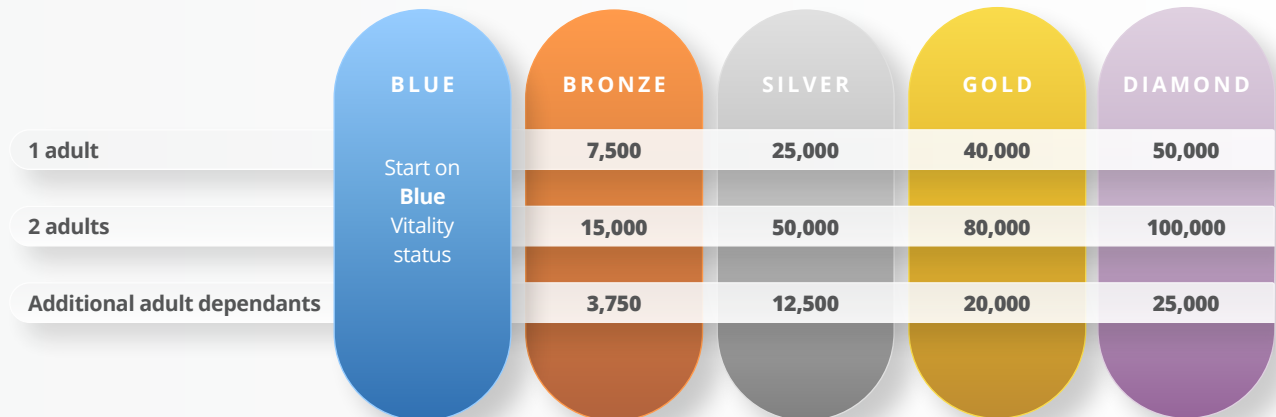 BLUE BRONZE SILVER GOLD DIAMOND
1 adult 7,500 25,000 40,000 50,000
Start on
Blue
Vitality
status
2 adults 15,000 50,000 80,000 100,000
Additional adult dependants 3,750 12,500 20,000 25,000